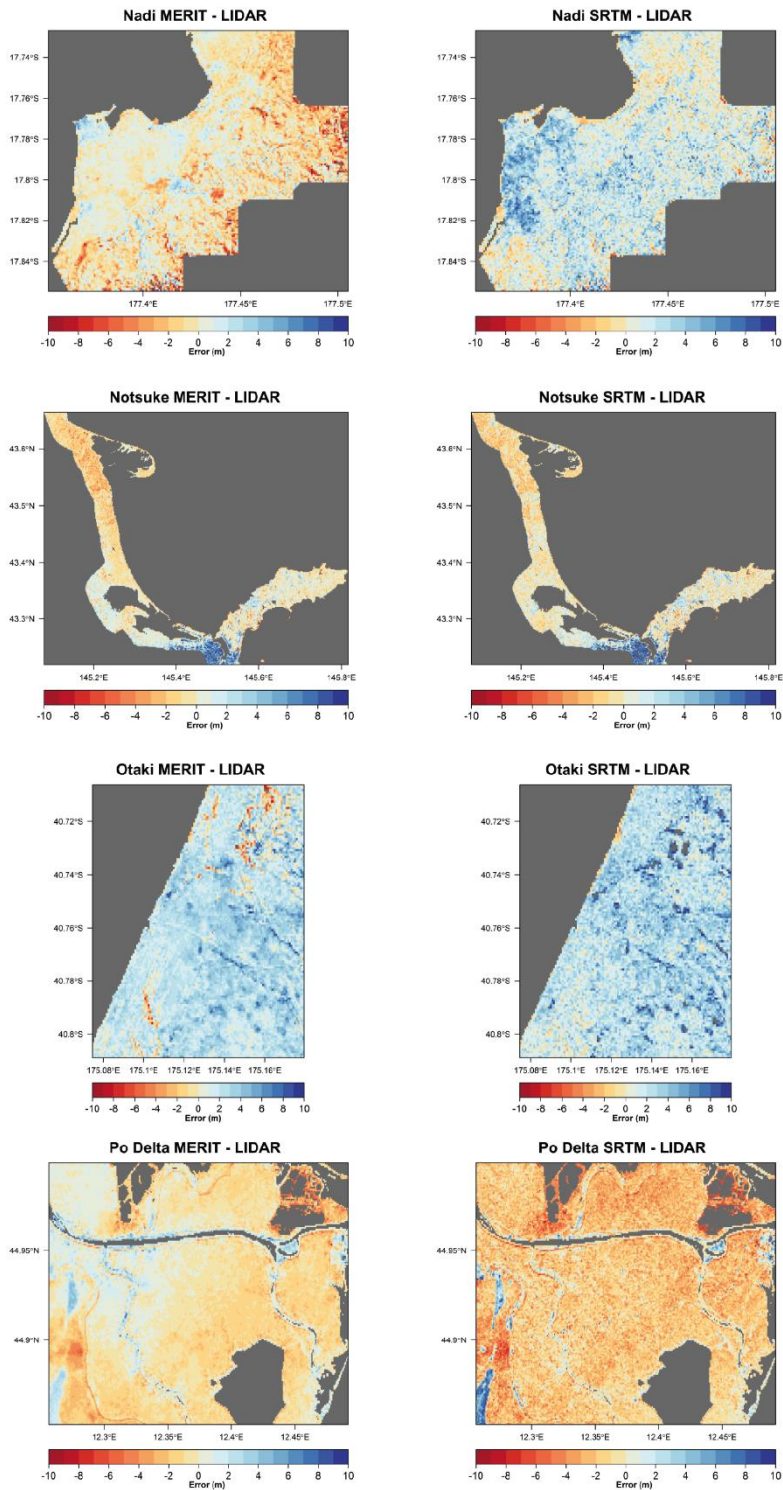 Nadi MERIT - LIDAR
17.74°S
17.76°S
17.78°S
17.8°S
17.82°S
17.84°S
177.4°E 177.45°E 177.5°E
-10 -8 -6 -4 -2 0 2 4 6 8 10
Error (m)
Nadi SRTM - LIDAR
17.74°S
17.76°S
17.78°S
17.8°S
17.82°S
17.84°S
177.4°E 177.45°E 177.5°E
-10 -8 -6 -4 -2 0 2 4 6 8 10
Error (m)
Notsuke MERIT - LIDAR
43.6°N
43.5°N
43.4°N
43.3°N
145.2°E 145.4°E 145.6°E 145.8°E
-10 -8 -6 -4 -2 0 2 4 6 8 10
Error (m)
Notsuke SRTM - LIDAR
43.6°N
43.5°N
43.4°N
43.3°N
145.2°E 145.4°E 145.6°E 145.8°E
-10 -8 -6 -4 -2 0 2 4 6 8 10
Error (m)
Otaki MERIT - LIDAR
40.72°S
40.74°S
40.76°S
40.78°S
40.8°S
175.08°E 175.1°E 175.12°E 175.14°E 175.16°E
-10 -8 -6 -4 -2 0 2 4 6 8 10
Error (m)
Otaki SRTM - LIDAR
40.72°S
40.74°S
40.76°S
40.78°S
40.8°S
175.08°E 175.1°E 175.12°E 175.14°E 175.16°E
-10 -8 -6 -4 -2 0 2 4 6 8 10
Error (m)
Po Delta MERIT - LIDAR
44.95°N
44.9°N
12.3°E 12.35°E 12.4°E 12.45°E
-10 -8 -6 -4 -2 0 2 4 6 8 10
Error (m)
Po Delta SRTM - LIDAR
44.95°N
44.9°N
12.3°E 12.35°E 12.4°E 12.45°E
-10 -8 -6 -4 -2 0 2 4 6 8 10
Error (m)